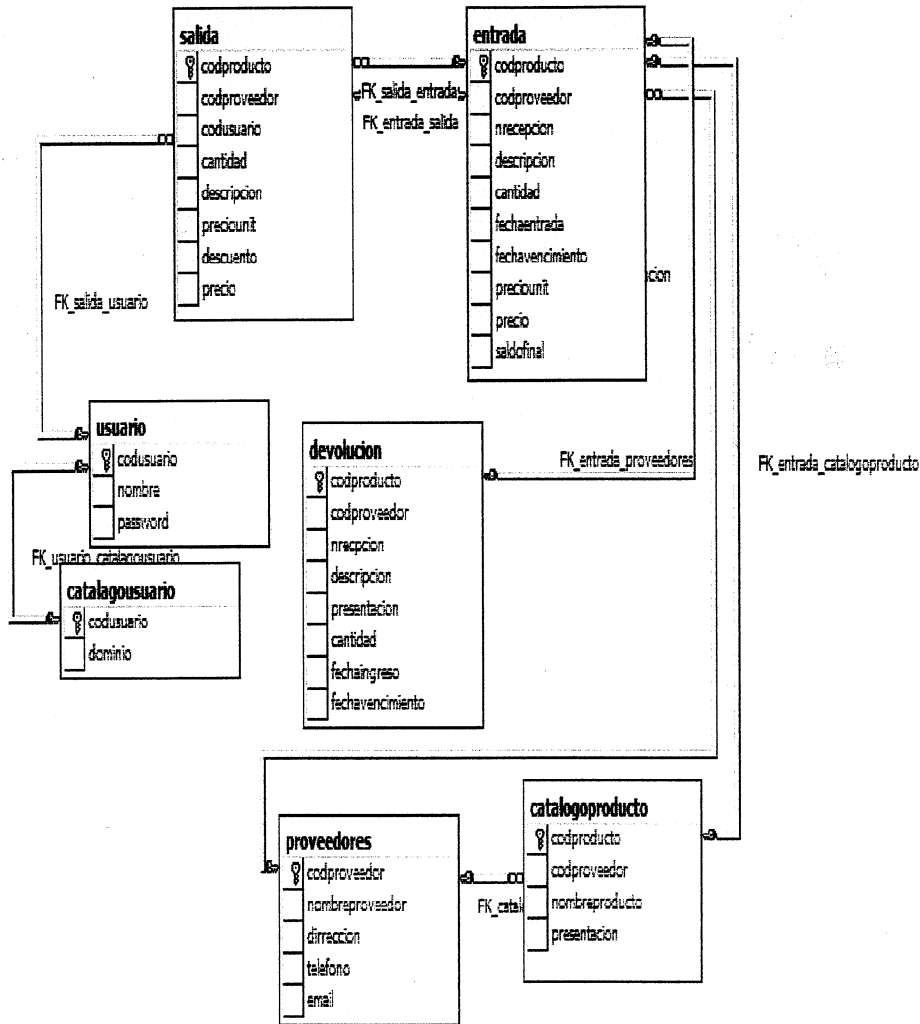 salida
codproducto
codproveedor
codusuario
cantidad
descripcion
preciounit
descuento
precio
entrada
codproducto
codproveedor
nrecepcion
descripcion
cantidad
fechaentrada
fechavencimiento
preciounit
precio
saldofinal
FK_salida_entrada
FK_entrada_salida
cion
FK_salida_usuario
usuario
codusuario
nombre
password
FK_usuario_catalagousuario
catalagousuario
codusuario
dominio
devolucion
codproducto
codproveedor
nrecpcion
descripcion
presentacion
cantidad
fechaingreso
fechavencimiento
FK_entrada_proveedores
FK_entrada_catalogoproducto
proveedores
codproveedor
nombreproveedor
dirreccion
telefono
email
FK_catal
catalogoproducto
codproducto
codproveedor
nombreproducto
presentacion